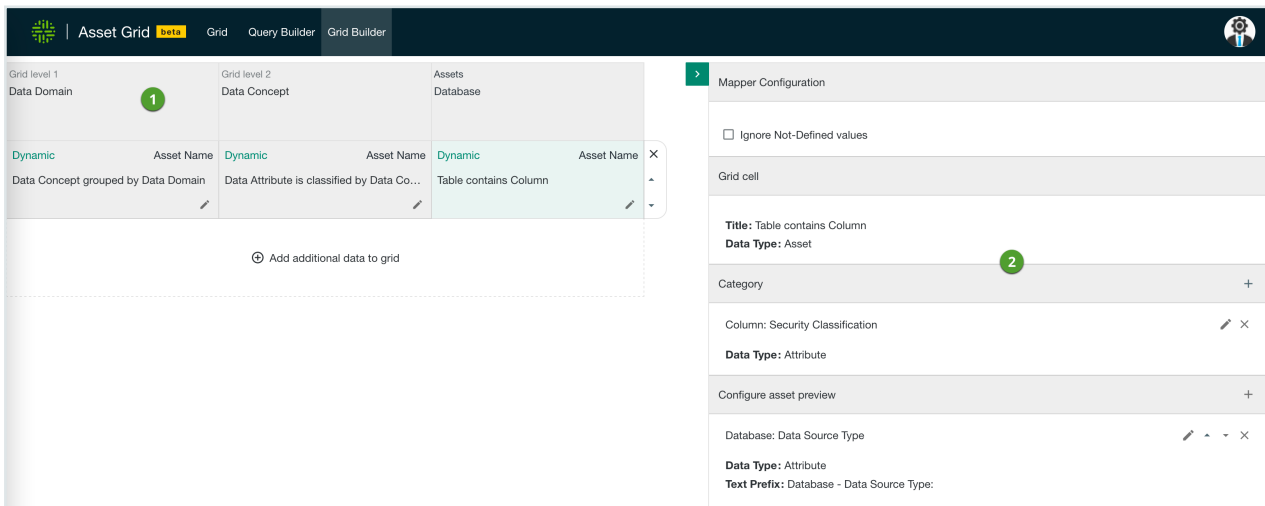 Asset Grid beta Grid Query Builder Grid Builder
Grid level 1 Grid level 2 Assets
Data Domain Data Concept Database
1
Dynamic Asset Name Dynamic Asset Name Dynamic Asset Name
Data Concept grouped by Data Domain Data Attribute is classified by Data Co... Table contains Column
Add additional data to grid
Mapper Configuration
Ignore Not-Defined values
Grid cell
Title: Table contains Column
Data Type: Asset
2
Category
Column: Security Classification
Data Type: Attribute
Configure asset preview
Database: Data Source Type
Data Type: Attribute
Text Prefix: Database - Data Source Type: